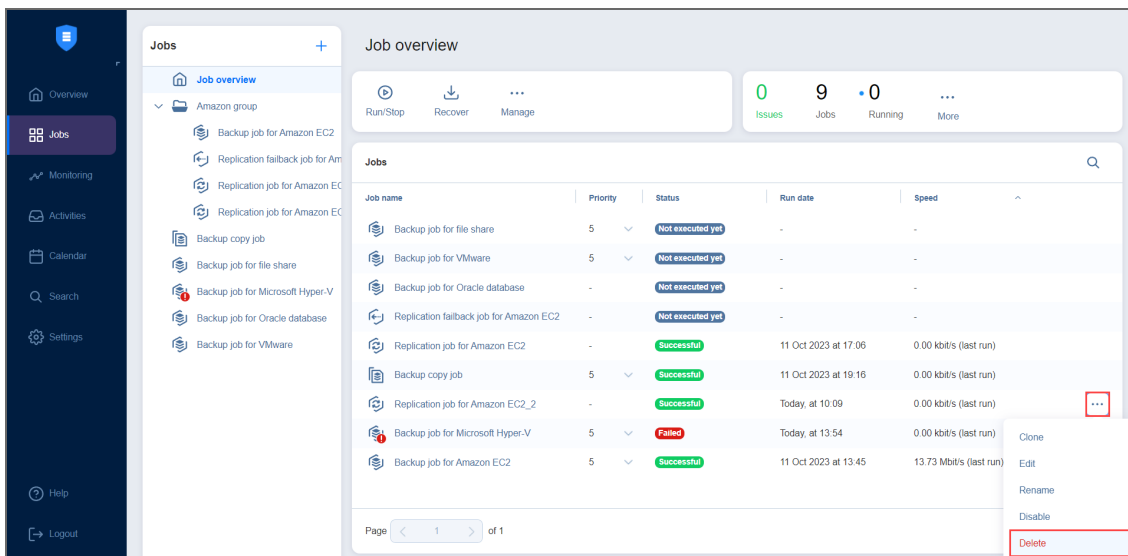 Overview
Jobs
Monitoring
Activities
Calendar
Search
Settings
Help
Logout
Jobs
Job overview
Amazon group
Backup job for Amazon EC2
Replication failback job for Am
Replication job for Amazon EC
Replication job for Amazon EC
Backup copy job
Backup job for file share
Backup job for Microsoft Hyper-V
Backup job for Oracle database
Backup job for VMware
Job overview
Run/Stop Recover Manage
0 9 0
Issues Jobs Running More
Jobs
Job name Priority Status Run date Speed
Backup job for file share 5 Not executed yet - -
Backup job for VMware 5 Not executed yet - -
Backup job for Oracle database - Not executed yet - -
Replication failback job for Amazon EC2 - Not executed yet - -
Replication job for Amazon EC2 - Successful 11 Oct 2023 at 17:06 0.00 kbit/s (last run)
Backup copy job 5 Successful 11 Oct 2023 at 19:16 0.00 kbit/s (last run)
Replication job for Amazon EC2_2 - Successful Today, at 10:09 0.00 kbit/s (last run)
Backup job for Microsoft Hyper-V 5 Failed Today, at 13:54 0.00 kbit/s (last run)
Backup job for Amazon EC2 5 Successful 11 Oct 2023 at 13:45 13.73 Mbit/s (last run)
Clone
Edit
Rename
Disable
Delete
Page 1 of 1